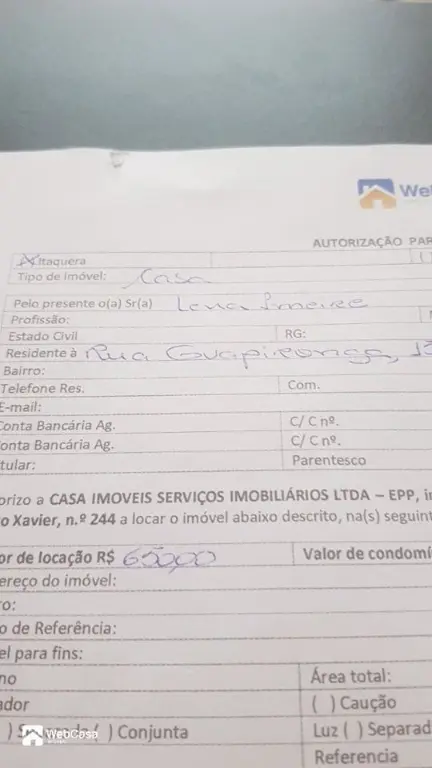 Web
AUTORIZAÇÃO PAR
Itaquera
Tipo de imóvel: Casa
Pelo presente o(a) Sr(a)
Profissão:
Estado Civil RG:
Residente à Rua
Bairro:
Telefone Res. Com.
E-mail:
Conta Bancária Ag. C/C nº.
onta Bancária Ag. C/C nº.
tular: Parentesco
orizo a CASA IMOVEIS SERVIÇOS IMOBILIÁRIOS LTDA – EPP, i
o Xavier, n.º 244 a locar o imóvel abaixo descrito, na(s) seguint
or de locação R$ 650,00 Valor de condomí
ereço do imóvel:
ro:
o de Referência:
el para fins:
no Área total:
ador ( ) Caução
) Separada ( ) Conjunta Luz ( ) Separad
WebCasa
Referencia